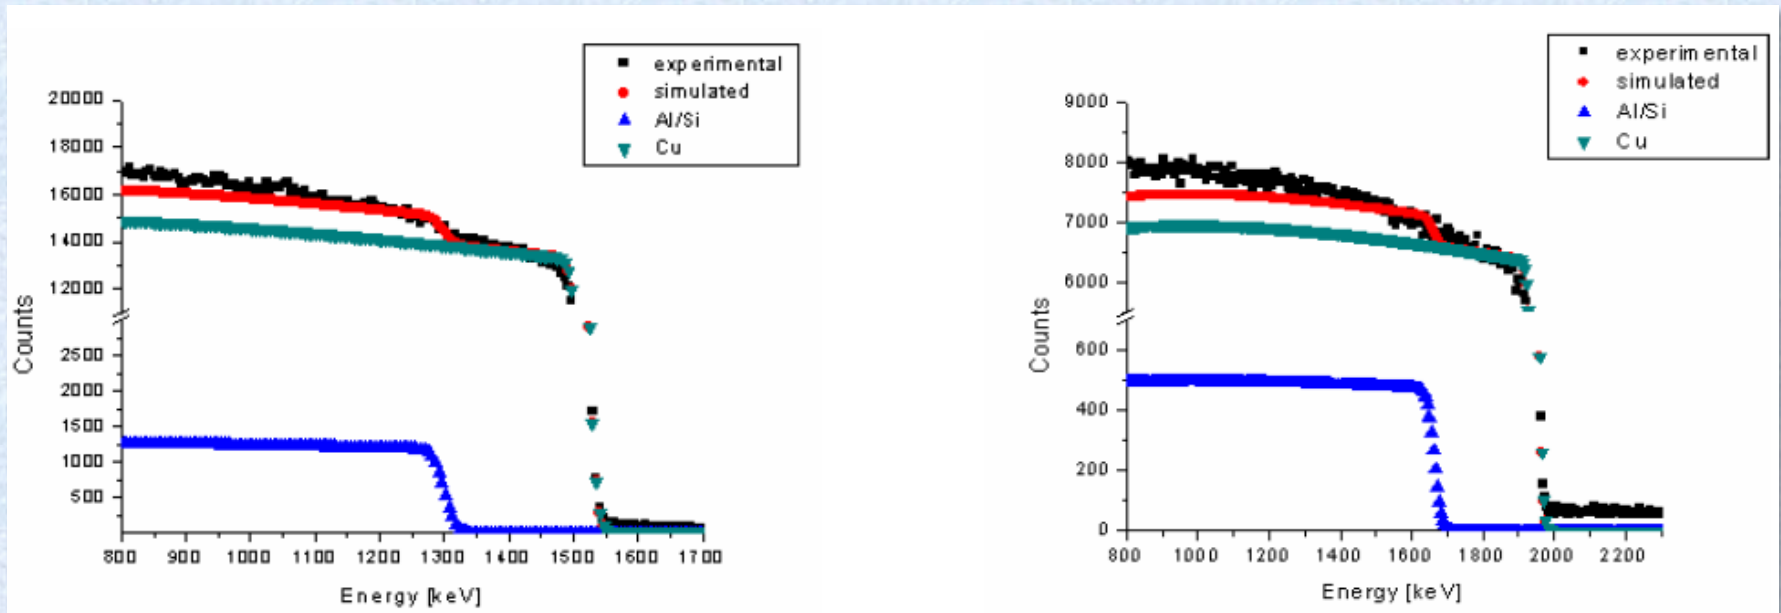 experimental
simulated
Al/Si
Cu
20000
18000
16000
14000
12000
2500
2000
1500
1000
500
Counts
800 900 1000 1100 1200 1300 1400 1500 1600 1700
Energy [keV]
experimental
simulated
Al/Si
Cu
9000
8000
7000
6000
600
400
200
0
Counts
800 1000 1200 1400 1600 1800 2000 2200
Energy [keV]